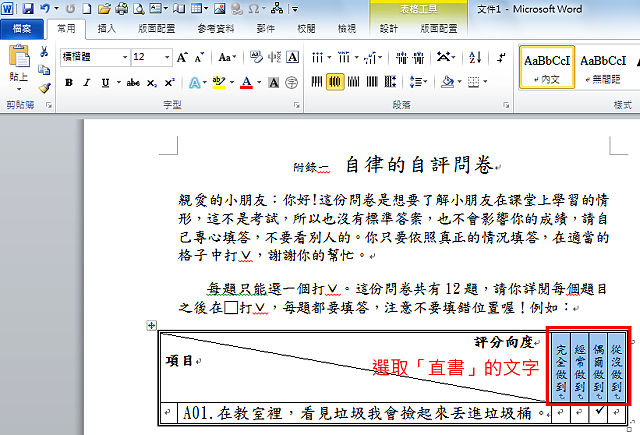 表格工具
文件1 - Microsoft Word
檔案 常用 插入 版面配置 參考資料 郵件 校閱 檢視 設計 版面配置
貼上
楷體 12 A A Aa A
B I U abc x₂ x² A ab A A
AaBbCcI AaBbCcI
內文 無間距
剪貼簿 字型 段落 樣
附錄一 自律的自評問卷
親愛的小朋友：你好!這份問卷是想要了解小朋友在課堂上學習的情
形，這不是考試，所以也沒有標準答案，也不會影響你的成績，請自
己專心填答，不要看別人的。你只要依照真正的情況填答，在適當的
格子中打✓，謝謝你的幫忙。
每題只能選一個打✓。這份問卷共有12題，請你詳閱每個題目
之後在□打✓，每題都要填答，注意不要填錯位置喔！例如：
評分向度
項目
選取「直書」的文字
完全做到
經常做到
偶爾做到
從沒做到
A01.在教室裡，看見垃圾我會撿起來丟進垃圾桶。 ✓